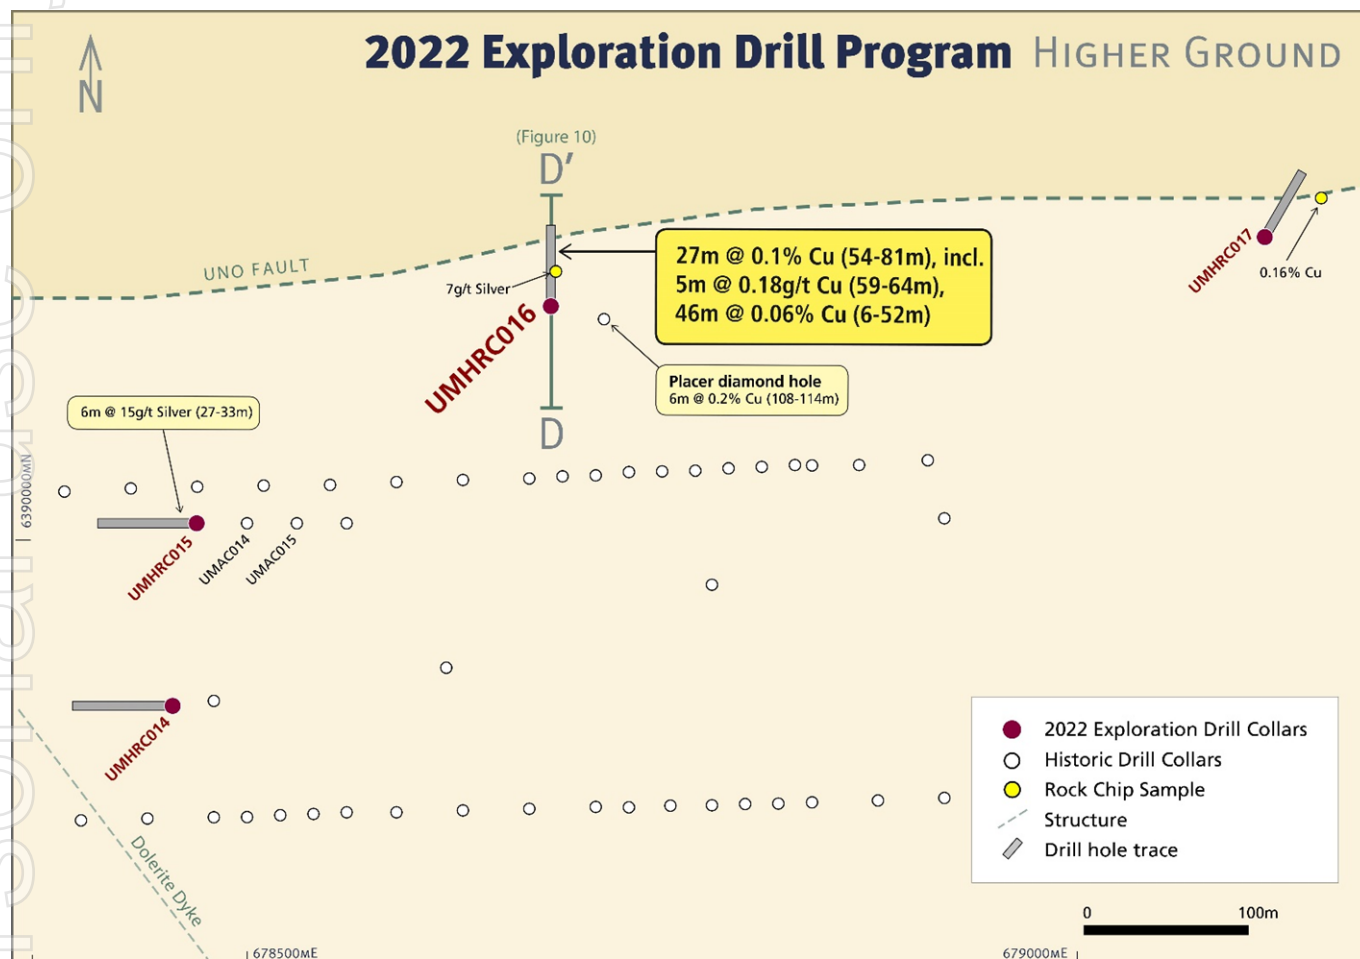 2022 Exploration Drill Program HIGHER GROUND
N
(Figure 10)
D'
UNO FAULT
27m @ 0.1% Cu (54-81m), incl.
5m @ 0.18g/t Cu (59-64m),
46m @ 0.06% Cu (6-52m)
7g/t Silver
UMHRC016
UMHRC017
0.16% Cu
Placer diamond hole
6m @ 0.2% Cu (108-114m)
D
6m @ 15g/t Silver (27-33m)
6390000MN
UMHRC015
UMAC014
UMAC015
UMHRC014
Dolerite Dyke
2022 Exploration Drill Collars
Historic Drill Collars
Rock Chip Sample
Structure
Drill hole trace
0 100m
678500ME
679000ME